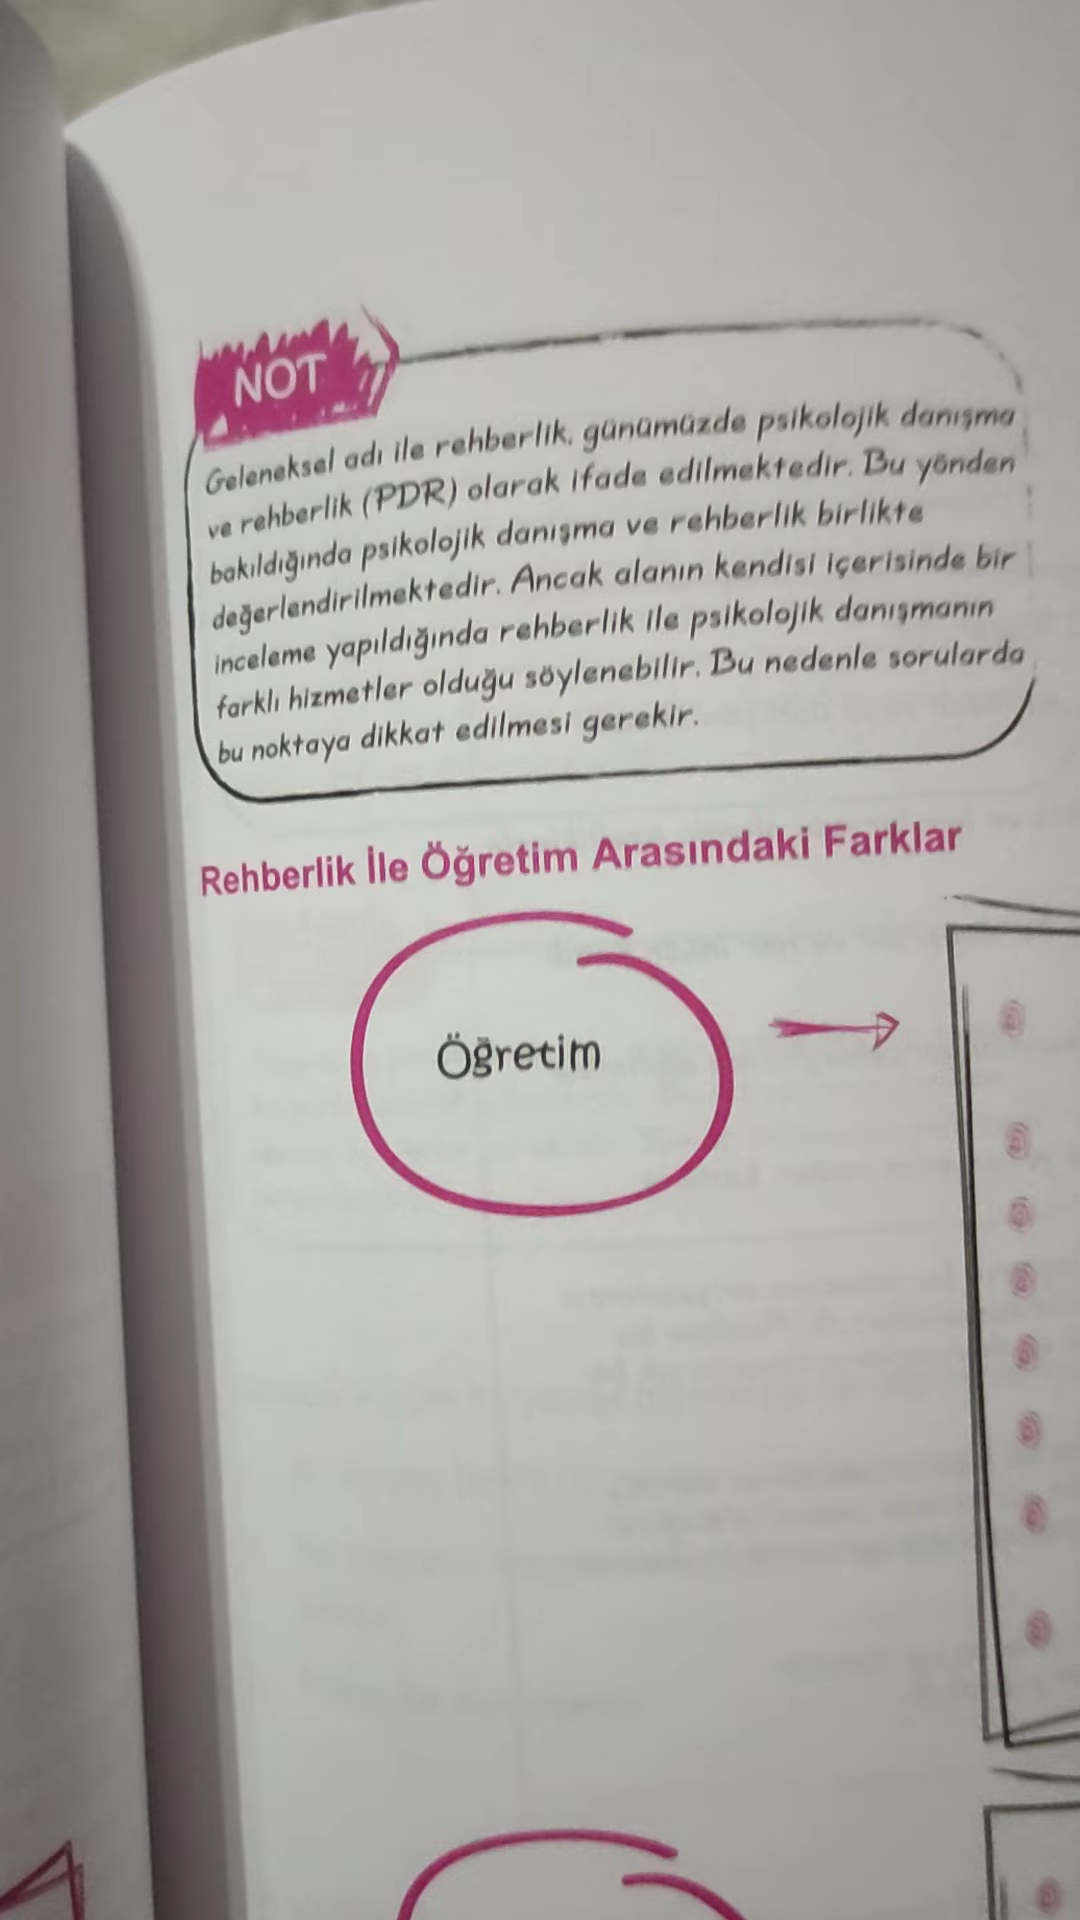 NOT
Geleneksel adı ile rehberlik, günümüzde psikolojik danışma
ve rehberlik (PDR) olarak ifade edilmektedir. Bu yönden
bakıldığında psikolojik danışma ve rehberlik birlikte
değerlendirilmektedir. Ancak alanın kendisi içerisinde bir
inceleme yapıldığında rehberlik ile psikolojik danışmanın
farklı hizmetler olduğu söylenebilir. Bu nedenle sorularda
bu noktaya dikkat edilmesi gerekir.
Rehberlik İle Öğretim Arasındaki Farklar
Öğretim